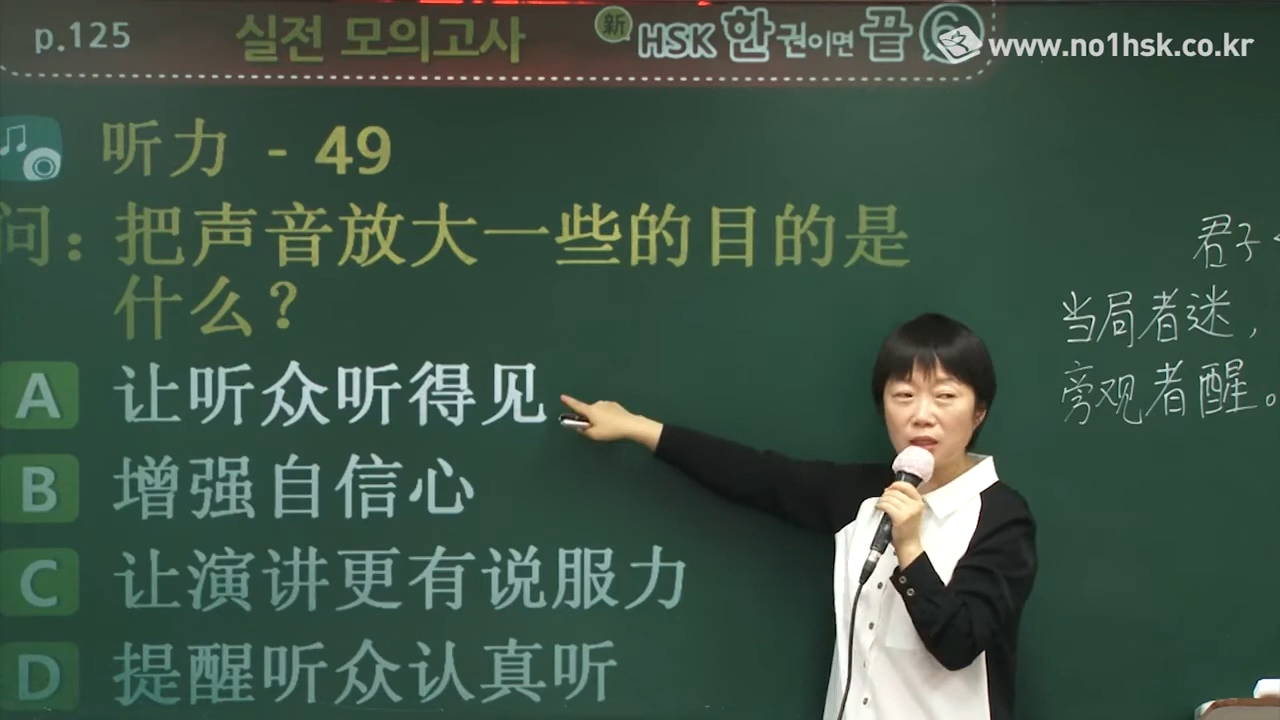 p.125
실전 모의고사
新 HSK 한권이면 끝 6
www.no1hsk.co.kr
听力 - 49
问：把声音放大一些的目的是
什么？
A 让听众听得见
B 增强自信心
C 让演讲更有说服力
D 提醒听众认真听
君子
当局者迷，
旁观者醒。